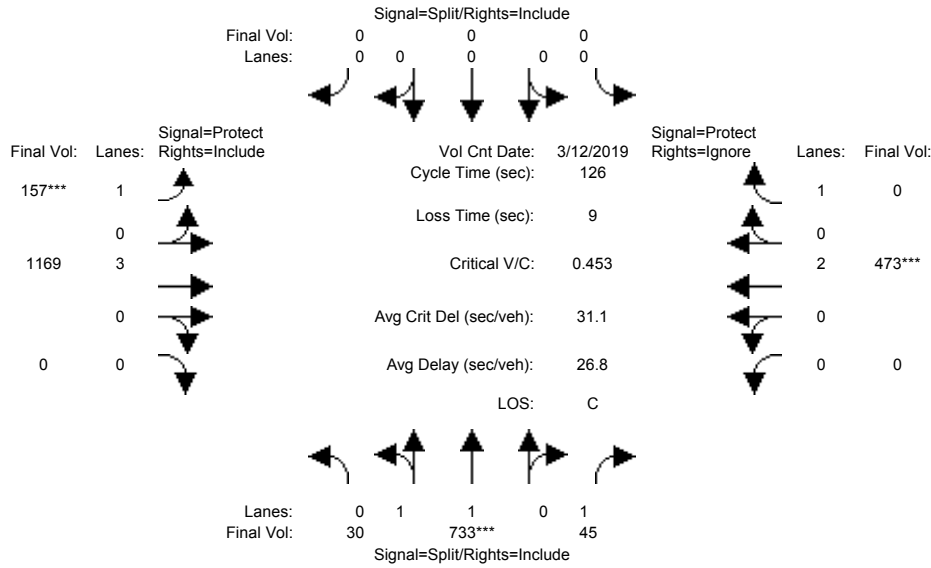 Signal=Split/Rights=Include
Final Vol: 0 0 0
Lanes: 0 0 0 0 0
Signal=Protect Signal=Protect
Final Vol: Lanes: Rights=Include Vol Cnt Date: 3/12/2019 Rights=Ignore Lanes: Final Vol:
Cycle Time (sec): 126
157*** 1 1 0
Loss Time (sec): 9
0 0
1169 3 Critical V/C: 0.453 2 473***
0 Avg Crit Del (sec/veh): 31.1 0
0 0 Avg Delay (sec/veh): 26.8 0 0
LOS: C
Lanes: 0 1 1 0 1
Final Vol: 30 733*** 45
Signal=Split/Rights=Include